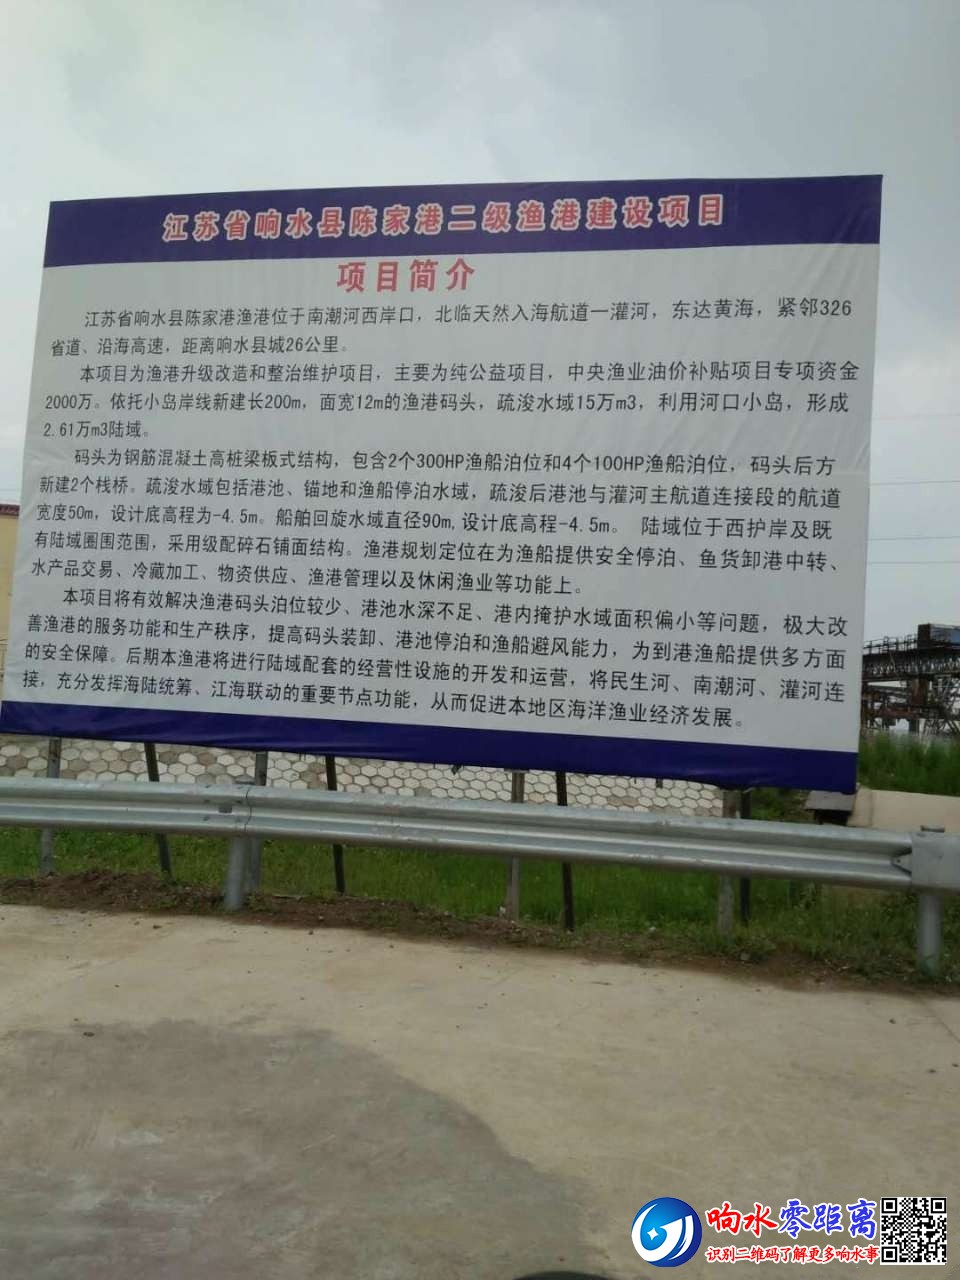 江苏省响水县陈家港二级渔港建设项目
项目简介
江苏省响水县陈家港渔港位于南潮河西岸口，北临天然入海航道一灌河，东达黄海，紧邻326
省道、沿海高速，距离响水县城26公里。
本项目为渔港升级改造和整治维护项目，主要为纯公益项目，中央渔业油价补贴项目专项资金
2000万。依托小岛岸线新建长200m，面宽12m的渔港码头，疏浚水域15万m3，利用河口小岛，形成
2.61万m3陆域。
码头为钢筋混凝土高桩梁板式结构，包含2个300HP渔船泊位和4个100HP渔船泊位，码头后方
新建2个栈桥。疏浚水域包括港池、锚地和渔船停泊水域，疏浚后港池与灌河主航道连接段的航道
宽度50m，设计底高程为-4.5m。船舶回旋水域直径90m,设计底高程-4.5m。 陆域位于西护岸及既
有陆域圈围范围，采用级配碎石铺面结构。渔港规划定位在为渔船提供安全停泊、鱼货卸港中转、
水产品交易、冷藏加工、物资供应、渔港管理以及休闲渔业等功能上。
本项目将有效解决渔港码头泊位较少、港池水深不足、港内掩护水域面积偏小等问题，极大改
善渔港的服务功能和生产秩序，提高码头装卸、港池停泊和渔船避风能力，为到港渔船提供多方面
的安全保障。后期本渔港将进行陆域配套的经营性设施的开发和运营，将民生河、南潮河、灌河连
接，充分发挥海陆统筹、江海联动的重要节点功能，从而促进本地区海洋渔业经济发展。
响水零距离
识别二维码了解更多响水事